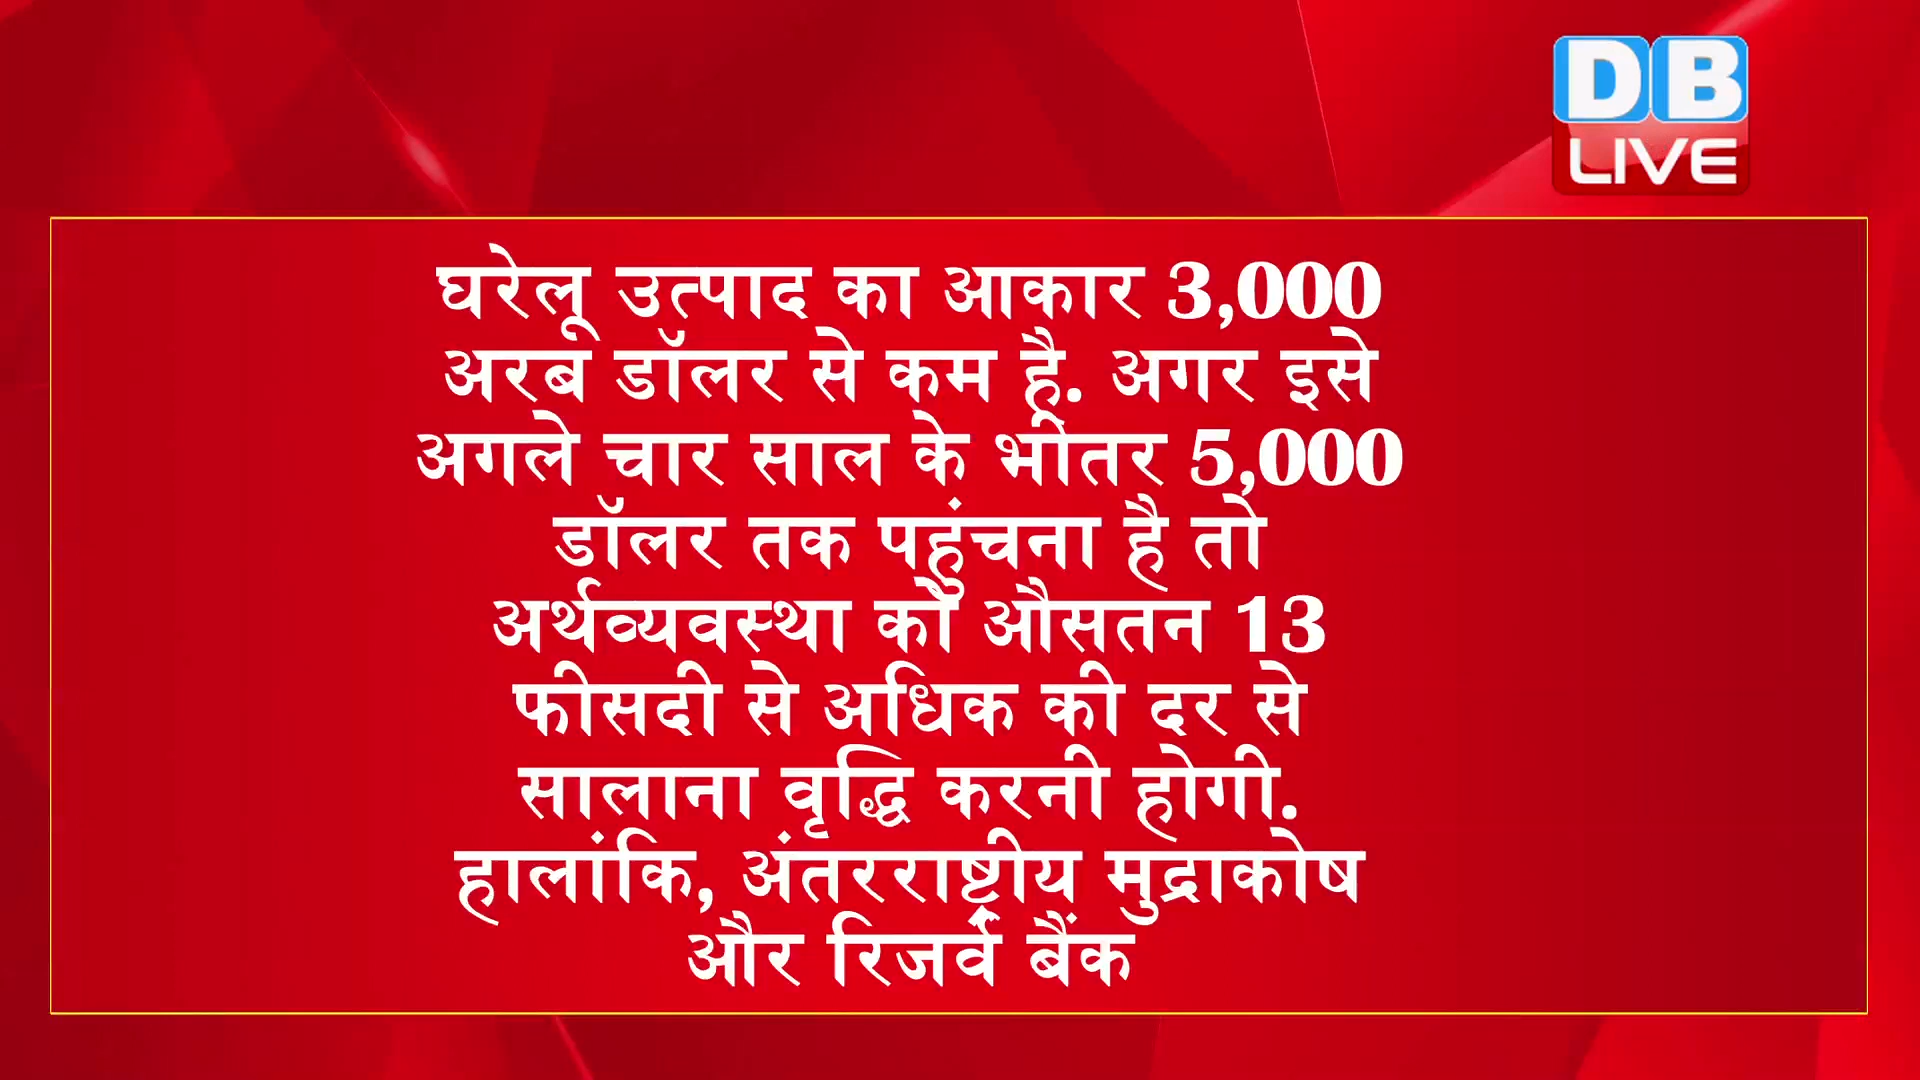 DB
LIVE
घरेलू उत्पाद का आकार 3,000
अरब डॉलर से कम है. अगर इसे
अगले चार साल के भीतर 5,000
डॉलर तक पहुंचना है तो
अर्थव्यवस्था को औसतन 13
फीसदी से अधिक की दर से
सालाना वृद्धि करनी होगी.
हालांकि, अंतरराष्ट्रीय मुद्राकोष
और रिजर्व बैंक